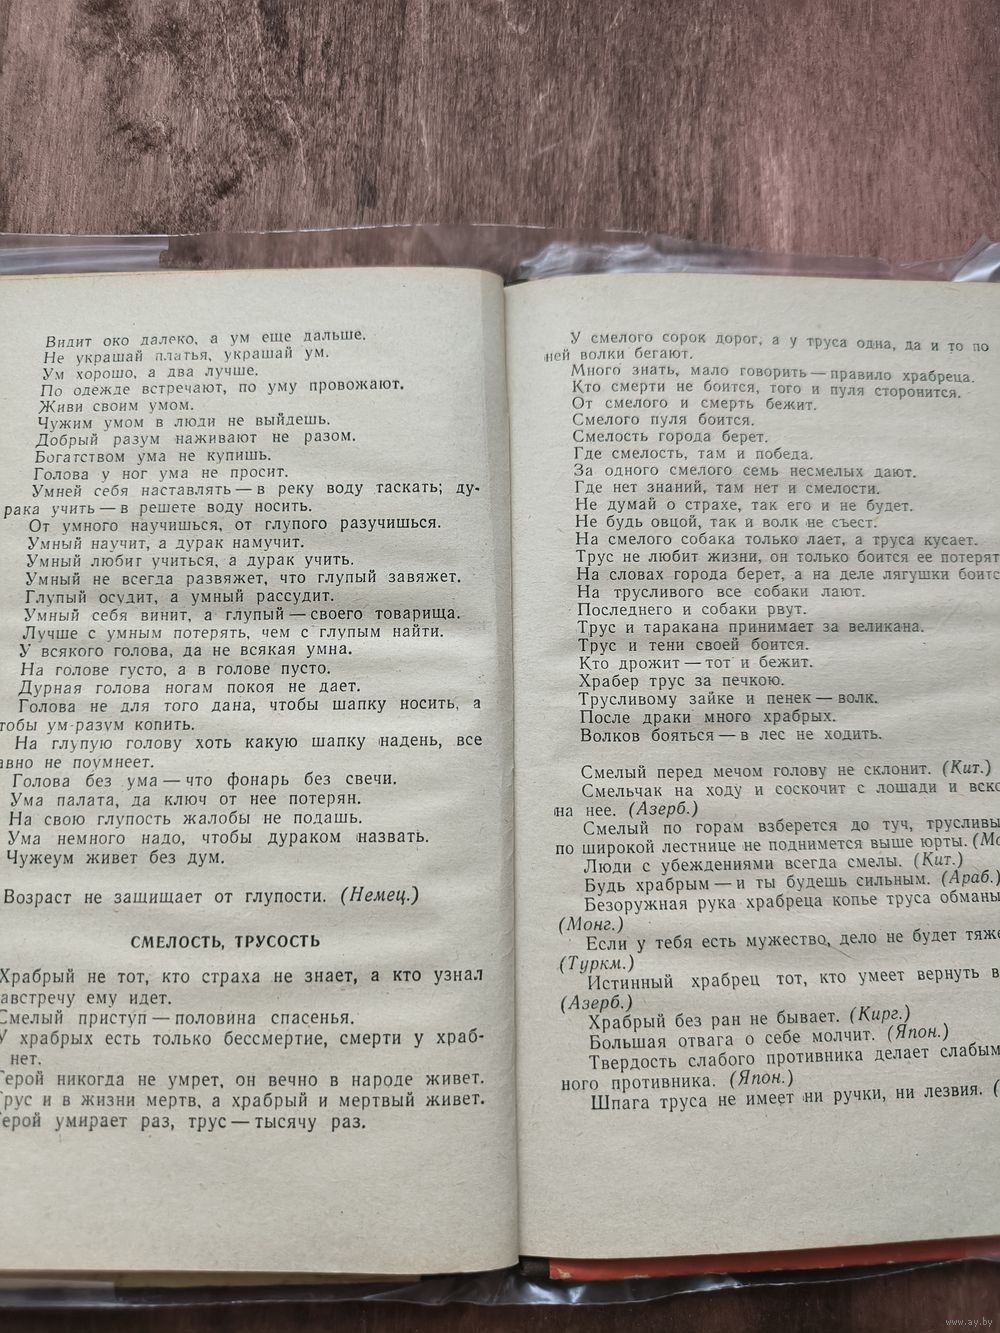 Видит око далеко, а ум еще дальше.
Не украшай платья, украшай ум.
Ум хорошо, а два лучше.
По одежде встречают, по уму провожают.
Живи своим умом.
Чужим умом в люди не выйдешь.
Добрый разум наживают не разом.
Богатством ума не купишь.
Голова у ног ума не просит.
Умней себя наставлять — в реку воду таскать; ду-
рака учить — в решете воду носить.
От умного научишься, от глупого разучишься.
Умный научит, а дурак намучит.
Умный любит учиться, а дурак учить.
Умный не всегда развяжет, что глупый завяжет.
Глупый осудит, а умный рассудит.
Умный себя винит, а глупый — своего товарища.
Лучше с умным потерять, чем с глупым найти.
У всякого голова, да не всякая умна.
На голове густо, а в голове пусто.
Дурная голова ногам покоя не дает.
Голова не для того дана, чтобы шапку носить, а
тобы ум-разум копить.
На глупую голову хоть какую шапку надень, все
авно не поумнеет.
Голова без ума — что фонарь без свечи.
Ума палата, да ключ от нее потерян.
На свою глупость жалобы не подашь.
Ума немного надо, чтобы дураком назвать.
Чужеум живет без дум.
Возраст не защищает от глупости. (Немец.)
СМЕЛОСТЬ, ТРУСОСТЬ
Храбрый не тот, кто страха не знает, а кто узнал
австречу ему идет.
Смелый приступ — половина спасенья.
У храбрых есть только бессмертие, смерти у храб-
нет.
Герой никогда не умрет, он вечно в народе живет.
Трус и в жизни мертв, а храбрый и мертвый живет.
Герой умирает раз, трус — тысячу раз.
У смелого сорок дорог, а у труса одна, да и то по
ней волки бегают.
Много знать, мало говорить — правило храбреца.
Кто смерти не боится, того и пуля сторонится.
От смелого и смерть бежит.
Смелого пуля боится.
Смелость города берет.
Где смелость, там и победа.
За одного смелого семь несмелых дают.
Где нет знаний, там нет и смелости.
Не думай о страхе, так его и не будет.
Не будь овцой, так и волк не съест.
На смелого собака только лает, а труса кусает.
Трус не любит жизни, он только боится ее потерят
На словах города берет, а на деле лягушки боитс
На трусливого все собаки лают.
Последнего и собаки рвут.
Трус и таракана принимает за великана.
Трус и тени своей боится.
Кто дрожит — тот и бежит.
Храбер трус за печкою.
Трусливому зайке и пенек — волк.
После драки много храбрых.
Волков бояться — в лес не ходить.
Смелый перед мечом голову не склонит. (Кит.)
Смельчак на ходу и соскочит с лошади и вско
на нее. (Азерб.)
Смелый по горам взберется до туч, трусливы
по широкой лестнице не поднимется выше юрты. (Мо
Люди с убеждениями всегда смелы. (Кит.)
Будь храбрым — и ты будешь сильным. (Араб.)
Безоружная рука храбреца копье труса обманы
(Монг.)
Если у тебя есть мужество, дело не будет тяже
(Туркм.)
Истинный храбрец тот, кто умеет вернуть в
(Азерб.)
Храбрый без ран не бывает. (Кирг.)
Большая отвага о себе молчит. (Япон.)
Твердость слабого противника делает слабым
ного противника. (Япон.)
Шпага труса не имеет ни ручки, ни лезвия. (
www.ay.by